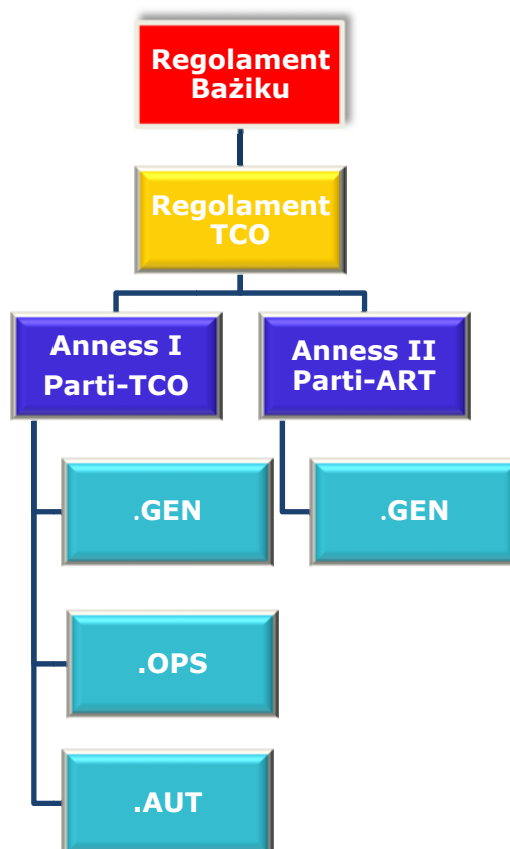 Regolament
Bażiku
Regolament
TCO
Anness I
Parti-TCO
Anness II
Parti-ART
.GEN
.GEN
.OPS
.AUT